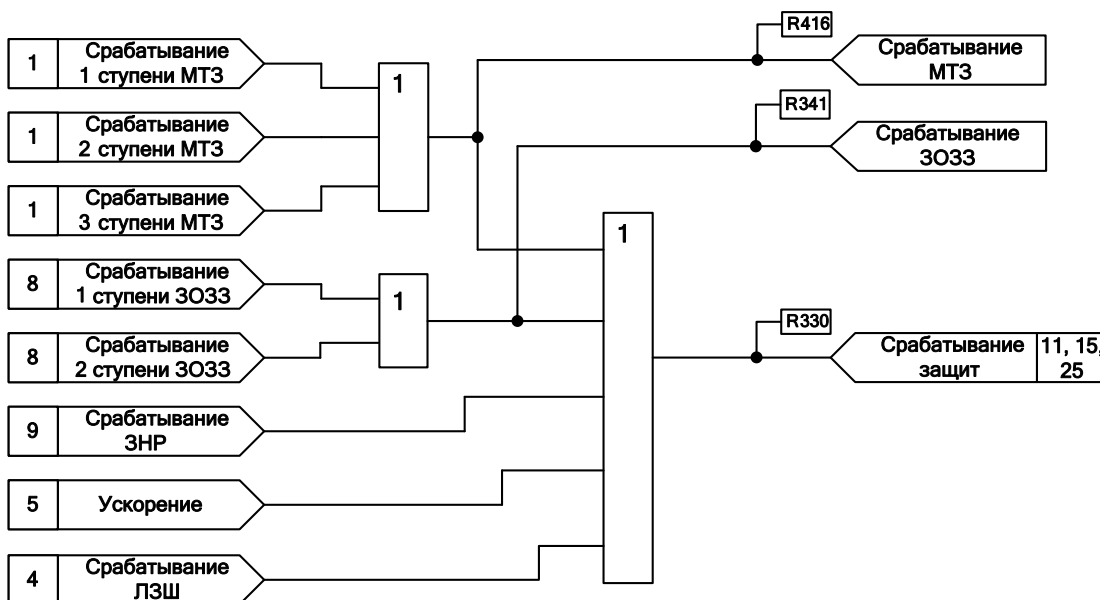 R416
1
Срабатывание
1 ступени МТЗ
1
Срабатывание
МТЗ
R341
1
Срабатывание
2 ступени МТЗ
Срабатывание
ЗОЗЗ
1
Срабатывание
3 ступени МТЗ
1
8
Срабатывание
1 ступени ЗОЗЗ
1
R330
8
Срабатывание
2 ступени ЗОЗЗ
Срабатывание
защит
11, 15,
25
9
Срабатывание
ЗНР
5
Ускорение
4
Срабатывание
ЛЗШ